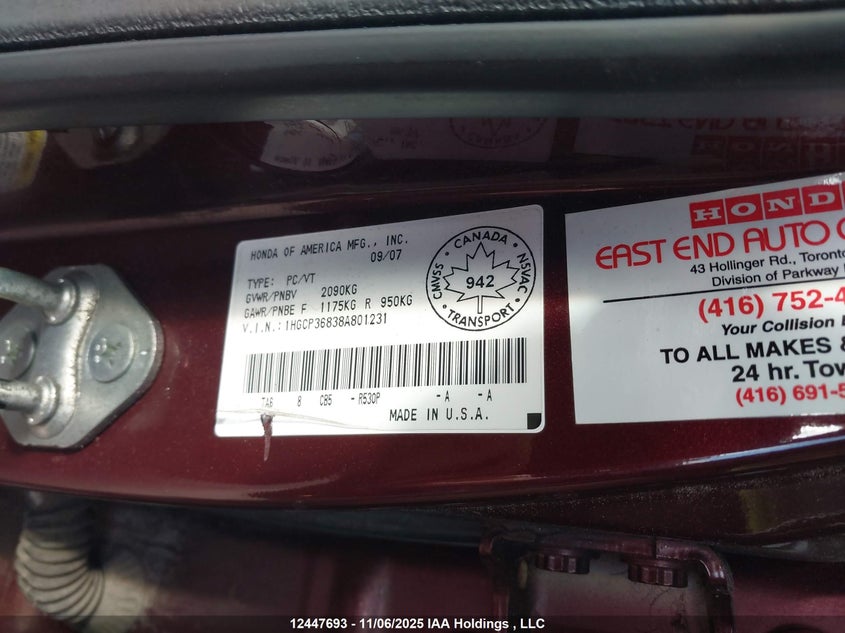 HONDA OF AMERICA MFG., INC.
09/07
TYPE: PC/VT
GVWR/PNBV 2090KG
GAWR/PNBE F 1175KG R 950KG
V.I.N.: 1HGCP36838A801231
CANADA
CMVSS
NSVAC
942
TRANSPORT
TA6 8 CB5 - R530P - A - A
MADE IN U.S.A.
HOND
EAST END AUTO
43 Hollinger Rd., Toronto
Division of Parkway
(416) 752-4
Your Collision
TO ALL MAKES &
24 hr. Tow
(416) 691-5
12447693 - 11/06/2025 IAA Holdings , LLC